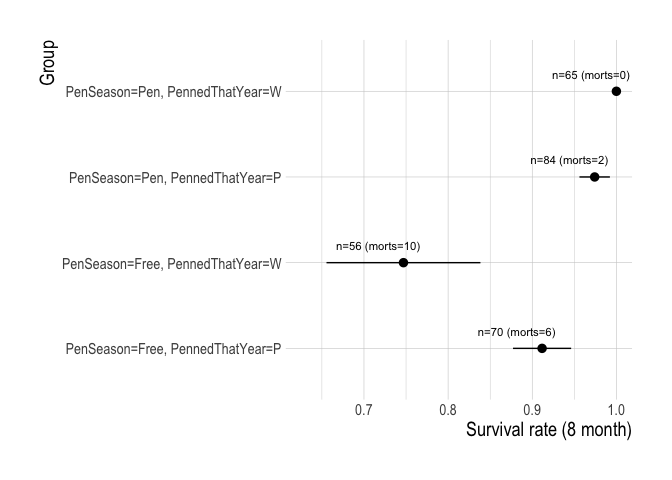 Group
n=65 (morts=0)
PenSeason=Pen, PennedThatYear=W
n=84 (morts=2)
PenSeason=Pen, PennedThatYear=P
n=56 (morts=10)
PenSeason=Free, PennedThatYear=W
n=70 (morts=6)
PenSeason=Free, PennedThatYear=P
0.7 0.8 0.9 1.0
Survival rate (8 month)